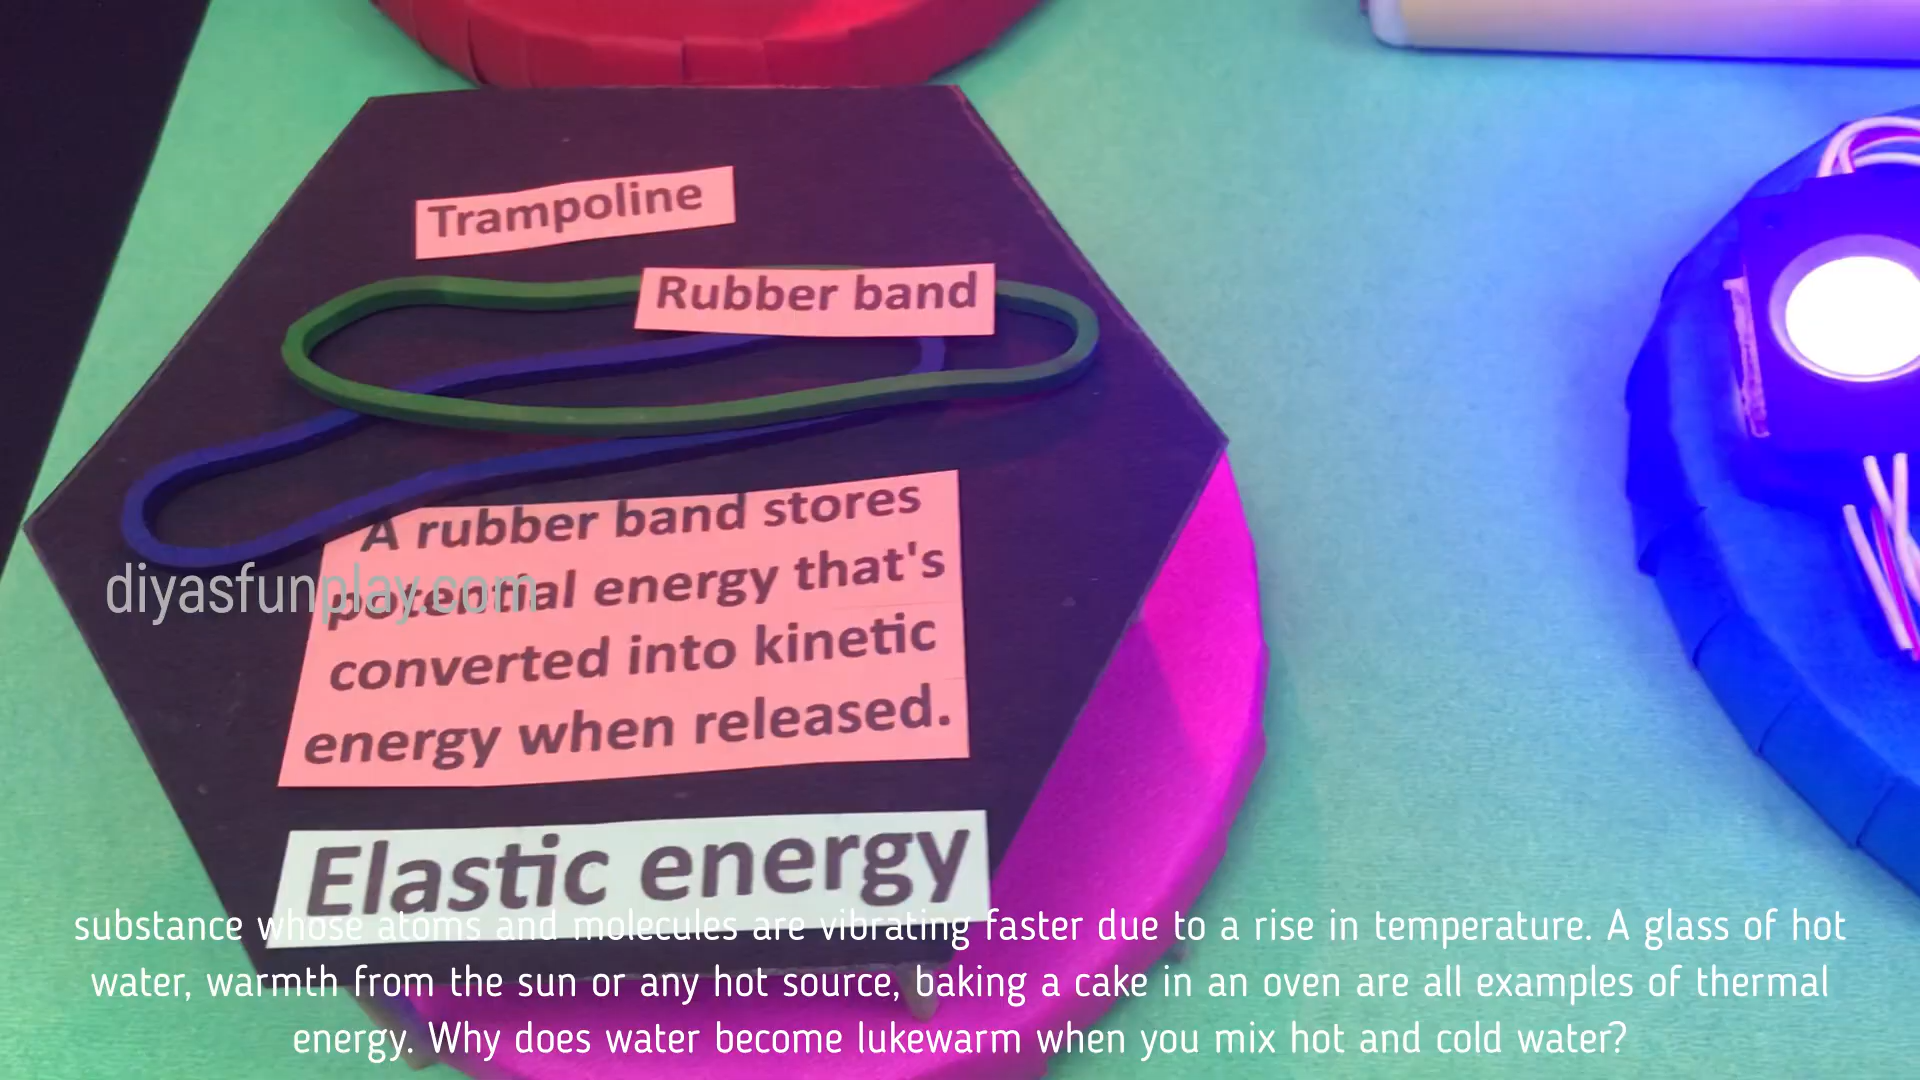 Trampoline
Rubber band
A rubber band stores
potential energy that's
converted into kinetic
energy when released.
diyasfunplay.com
Elastic energy
substance whose atoms and molecules are vibrating faster due to a rise in temperature. A glass of hot
water, warmth from the sun or any hot source, baking a cake in an oven are all examples of thermal
energy. Why does water become lukewarm when you mix hot and cold water?